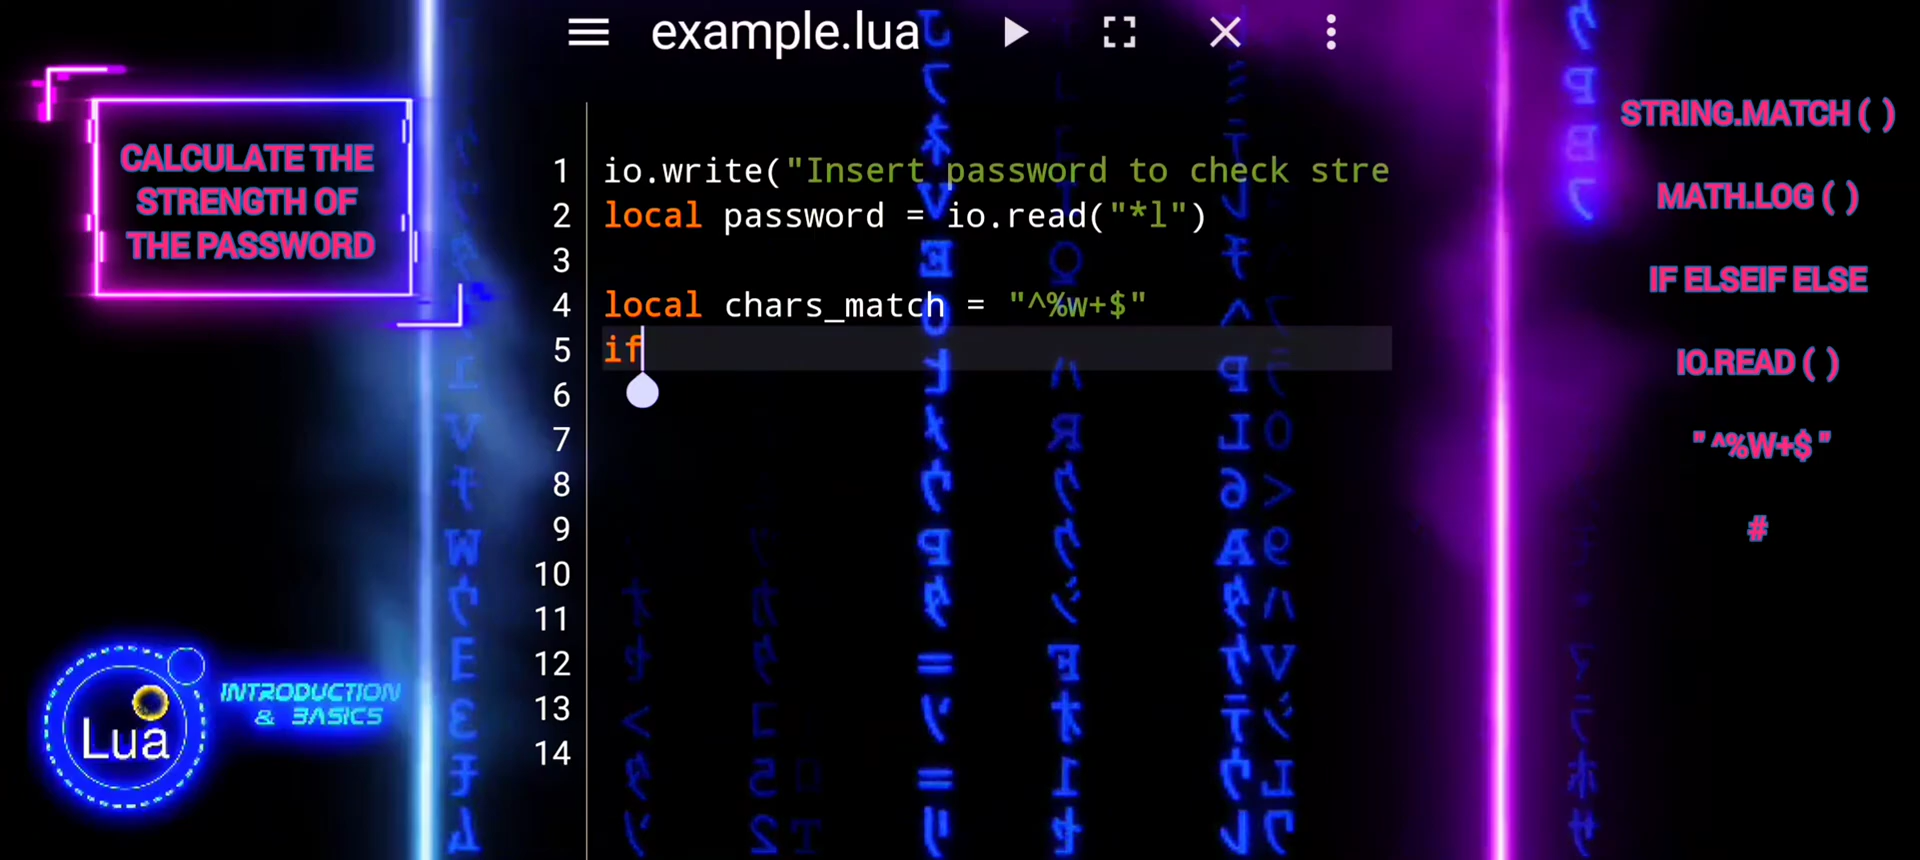 example.lua
CALCULATE THE
STRENGTH OF
THE PASSWORD
1 io.write("Insert password to check stre
2 local password = io.read("*l")
3
4 local chars_match = "^%w+$"
5 if
6
7
8
9
10
11
12
13
14
STRING.MATCH ( )
MATH.LOG ( )
IF ELSEIF ELSE
IO.READ ( )
" ^%W+$ "
#
Lua
INTRODUCTION
& BASICS